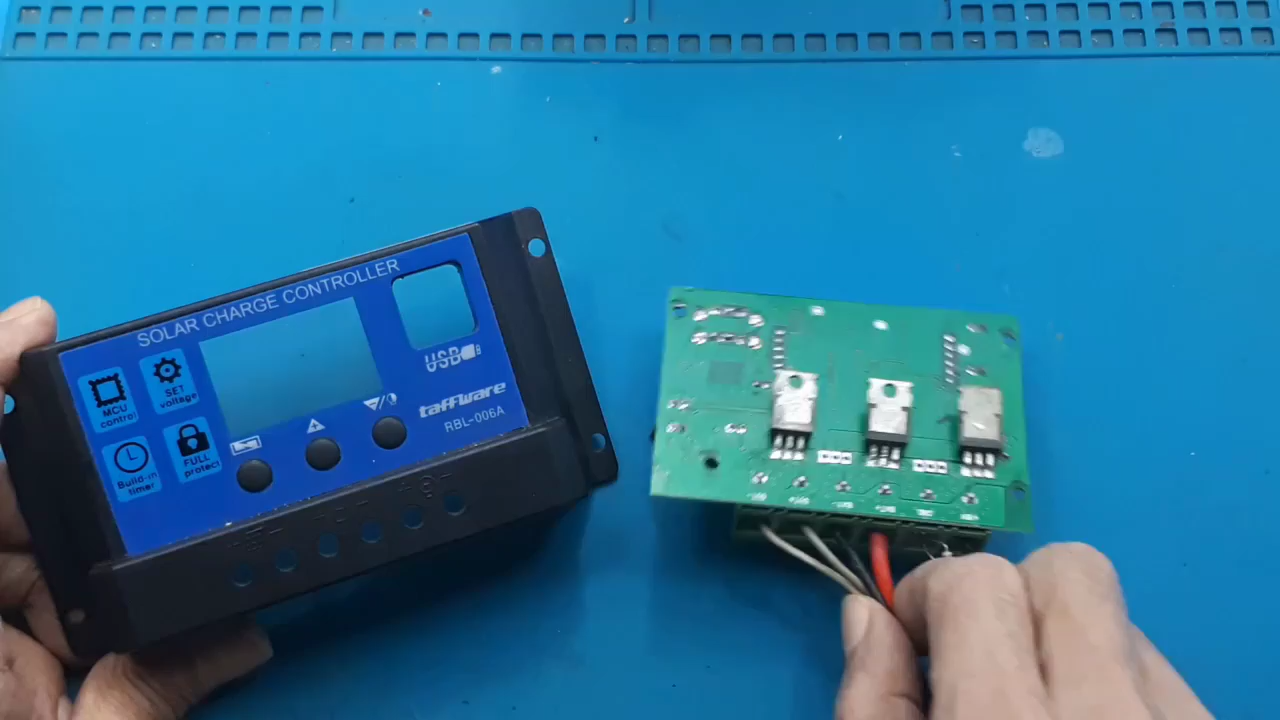 SOLAR CHARGE CONTROLLER
MCU
control
SET
voltage
Build-in
timer
FULL
protect
USB
taffware
RBL-006A